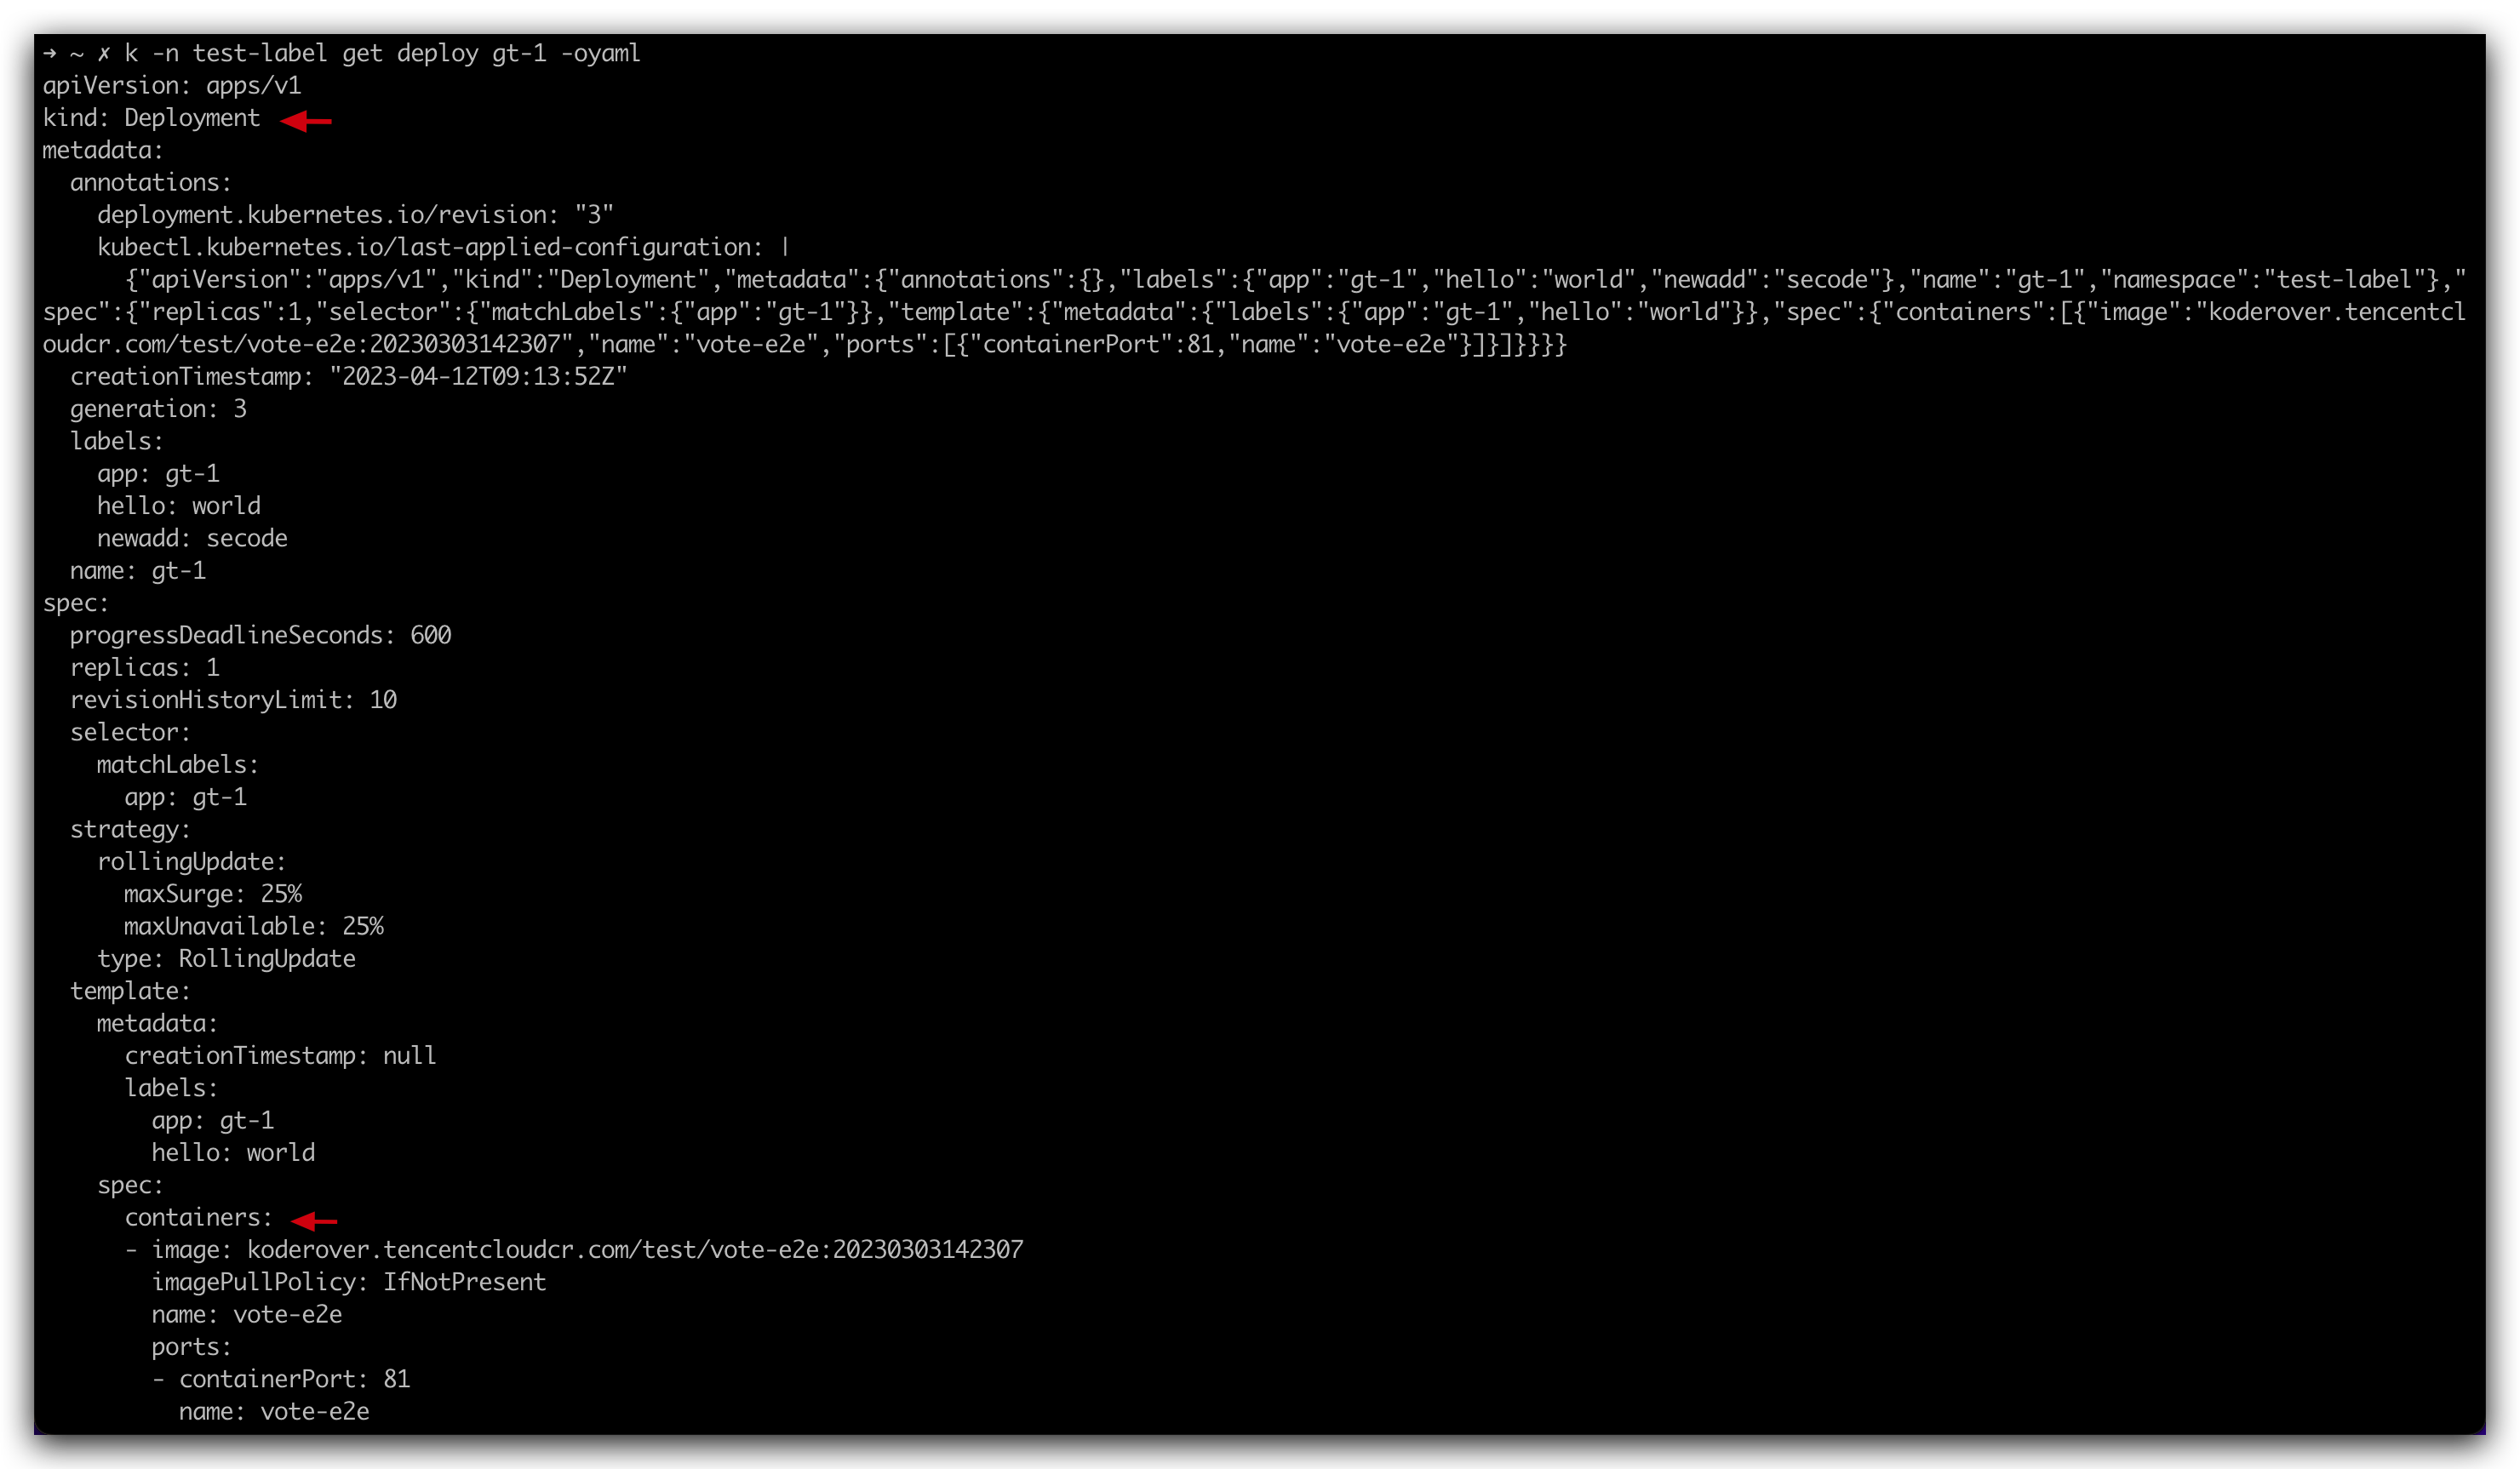 ➜ ~ ✗ k -n test-label get deploy gt-1 -oyaml
apiVersion: apps/v1
kind: Deployment
metadata:
  annotations:
    deployment.kubernetes.io/revision: "3"
    kubectl.kubernetes.io/last-applied-configuration: |
      {"apiVersion":"apps/v1","kind":"Deployment","metadata":{"annotations":{},"labels":{"app":"gt-1","hello":"world","newadd":"secode"},"name":"gt-1","namespace":"test-label"},"
spec":{"replicas":1,"selector":{"matchLabels":{"app":"gt-1"}},"template":{"metadata":{"labels":{"app":"gt-1","hello":"world"}},"spec":{"containers":[{"image":"koderover.tencentcl
oudcr.com/test/vote-e2e:20230303142307","name":"vote-e2e","ports":[{"containerPort":81,"name":"vote-e2e"}]}]}}}}
  creationTimestamp: "2023-04-12T09:13:52Z"
  generation: 3
  labels:
    app: gt-1
    hello: world
    newadd: secode
  name: gt-1
spec:
  progressDeadlineSeconds: 600
  replicas: 1
  revisionHistoryLimit: 10
  selector:
    matchLabels:
      app: gt-1
  strategy:
    rollingUpdate:
      maxSurge: 25%
      maxUnavailable: 25%
    type: RollingUpdate
  template:
    metadata:
      creationTimestamp: null
      labels:
        app: gt-1
        hello: world
    spec:
      containers:
      - image: koderover.tencentcloudcr.com/test/vote-e2e:20230303142307
        imagePullPolicy: IfNotPresent
        name: vote-e2e
        ports:
        - containerPort: 81
          name: vote-e2e